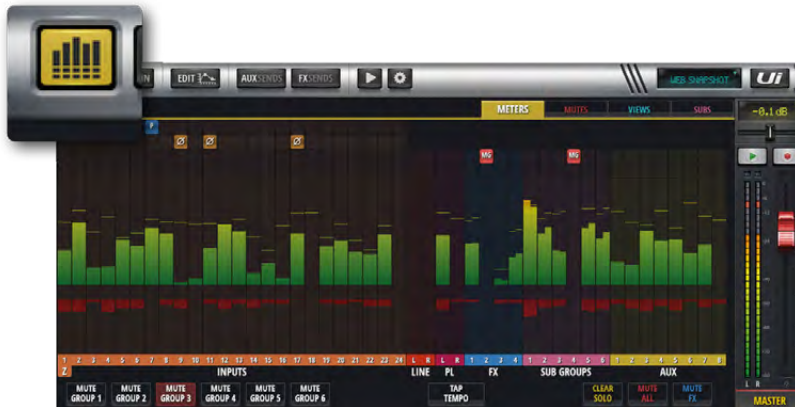 ON EDIT AUXSENDS FXSENDS WEB SNAPSHOT Ui
METERS MUTES VIEWS SUBS -0.1 dB
P
Ø Ø Ø
MG MG
1 2 3 4 5 6 7 8 9 10 11 12 13 14 15 16 17 18 19 20 21 22 23 24 L R L R 1 2 3 4 1 2 3 4 5 6 1 2 3 4 5 6 7 8 L R
Z INPUTS LINE PL FX SUB GROUPS AUX
MUTE GROUP 1 MUTE GROUP 2 MUTE GROUP 3 MUTE GROUP 4 MUTE GROUP 5 MUTE GROUP 6 TAP TEMPO CLEAR SOLO MUTE ALL MUTE FX MASTER